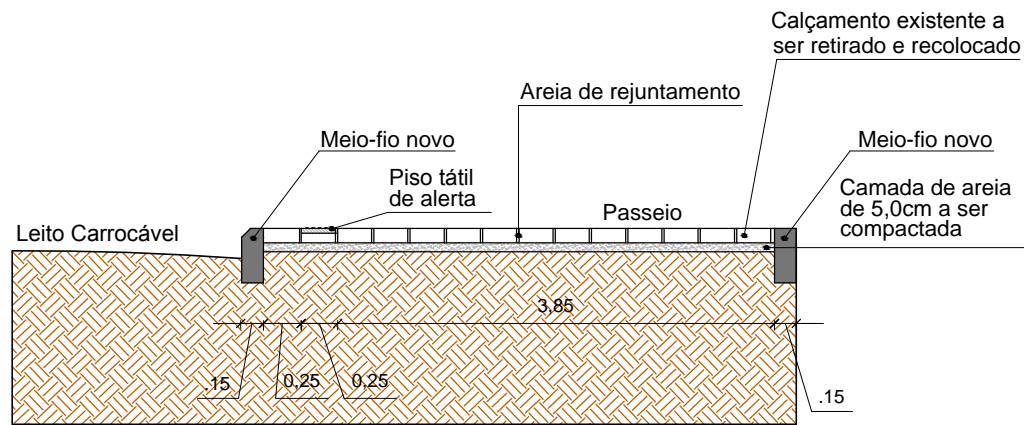 Calçamento existente a
ser retirado e recolocado
Areia de rejuntamento
Meio-fio novo
Meio-fio novo
Piso tátil
de alerta
Camada de areia
de 5,0cm a ser
compactada
Passeio
Leito Carrocável
3,85
.15
0,25
0,25
.15